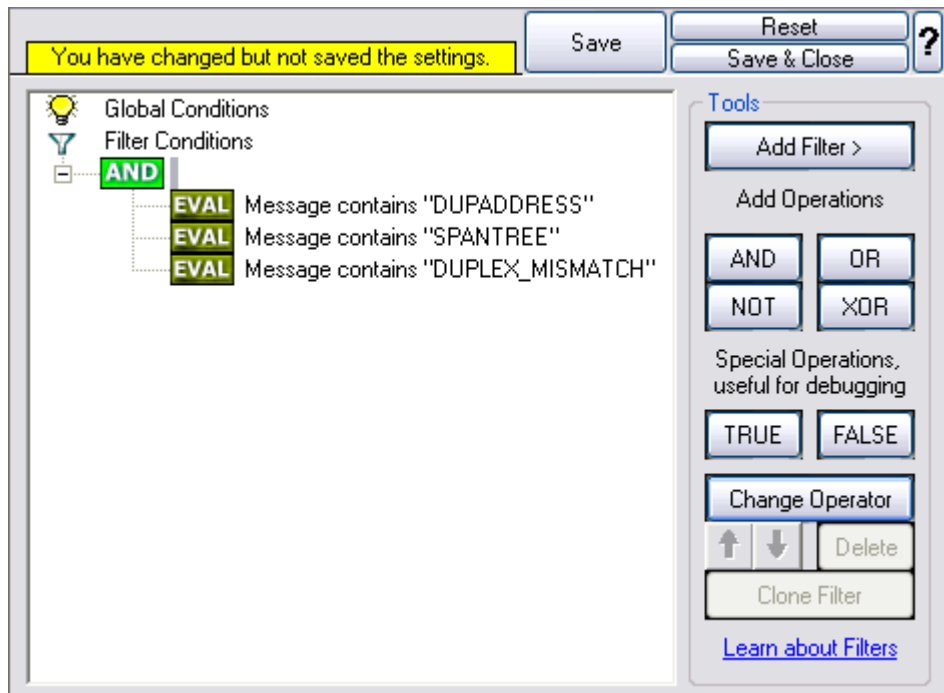 You have changed but not saved the settings.
Save
Reset
Save & Close
?
Global Conditions
Filter Conditions
AND
EVAL Message contains "DUPADDRESS"
EVAL Message contains "SPANTREE"
EVAL Message contains "DUPLEX_MISMATCH"
Tools
Add Filter >
Add Operations
AND
OR
NOT
XOR
Special Operations,
useful for debugging
TRUE
FALSE
Change Operator
Delete
Clone Filter
Learn about Filters